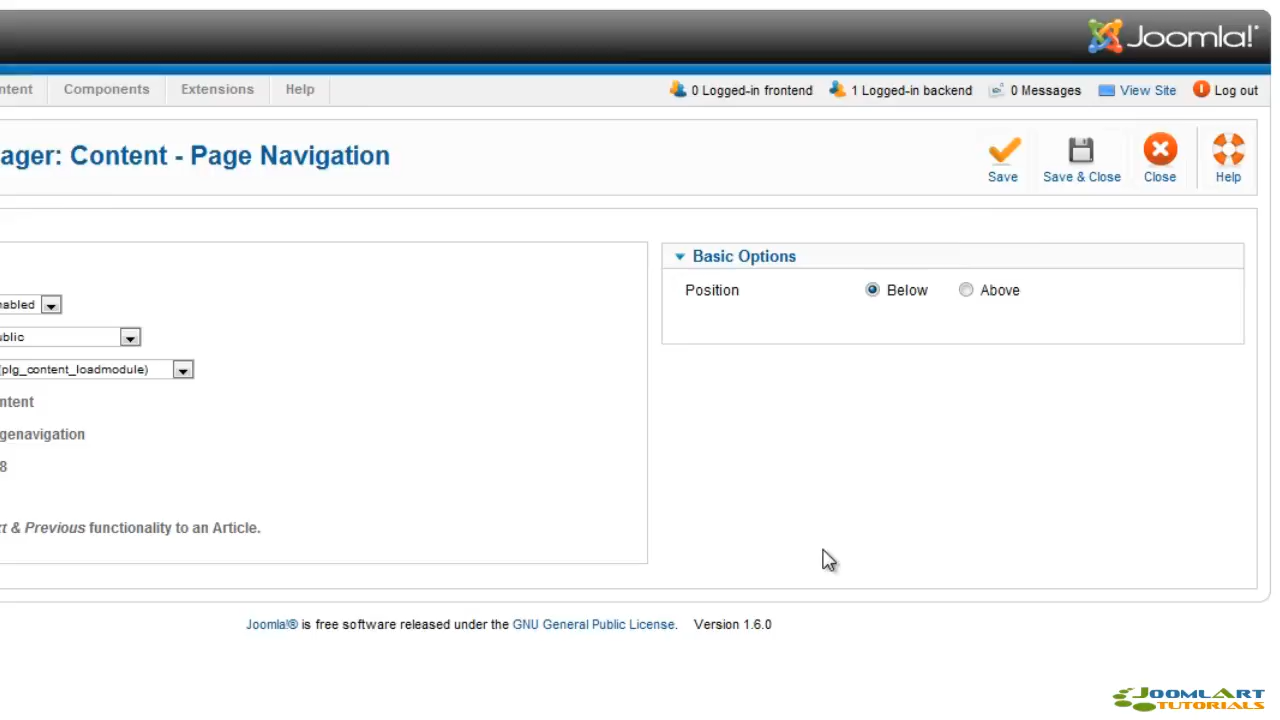 Joomla!
ntent Components Extensions Help 0 Logged-in frontend 1 Logged-in backend 0 Messages View Site Log out
ager: Content - Page Navigation
Save Save & Close Close Help
Basic Options
Position Below Above
nabled
ublic
(plg_content_loadmodule)
ntent
genavigation
8
t & Previous functionality to an Article.
Joomla!® is free software released under the GNU General Public License. Version 1.6.0
JOOMLART
TUTORIALS